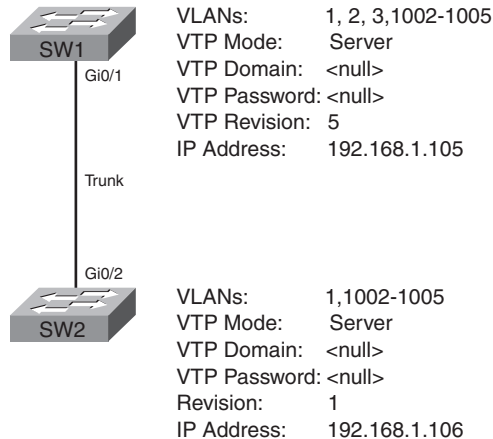 SW1
Gi0/1
VLANs: 1, 2, 3,1002-1005
VTP Mode: Server
VTP Domain: <null>
VTP Password: <null>
VTP Revision: 5
IP Address: 192.168.1.105
Trunk
Gi0/2
SW2
VLANs: 1,1002-1005
VTP Mode: Server
VTP Domain: <null>
VTP Password: <null>
Revision: 1
IP Address: 192.168.1.106